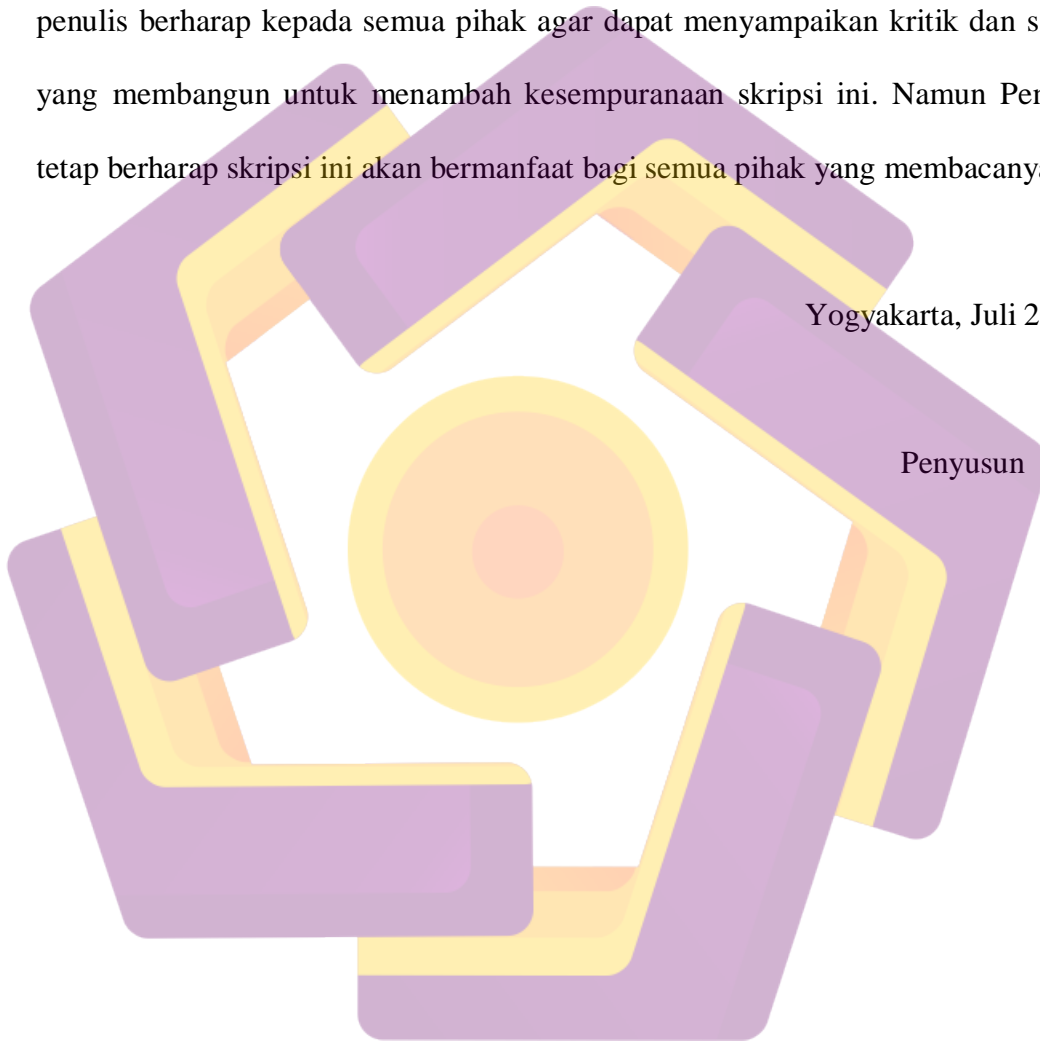 penulis berharap kepada semua pihak agar dapat menyampaikan kritik dan s
yang membangun untuk menambah kesempuranaan skripsi ini. Namun Pen
tetap berharap skripsi ini akan bermanfaat bagi semua pihak yang membacanya
Yogyakarta, Juli 2
Penyusun